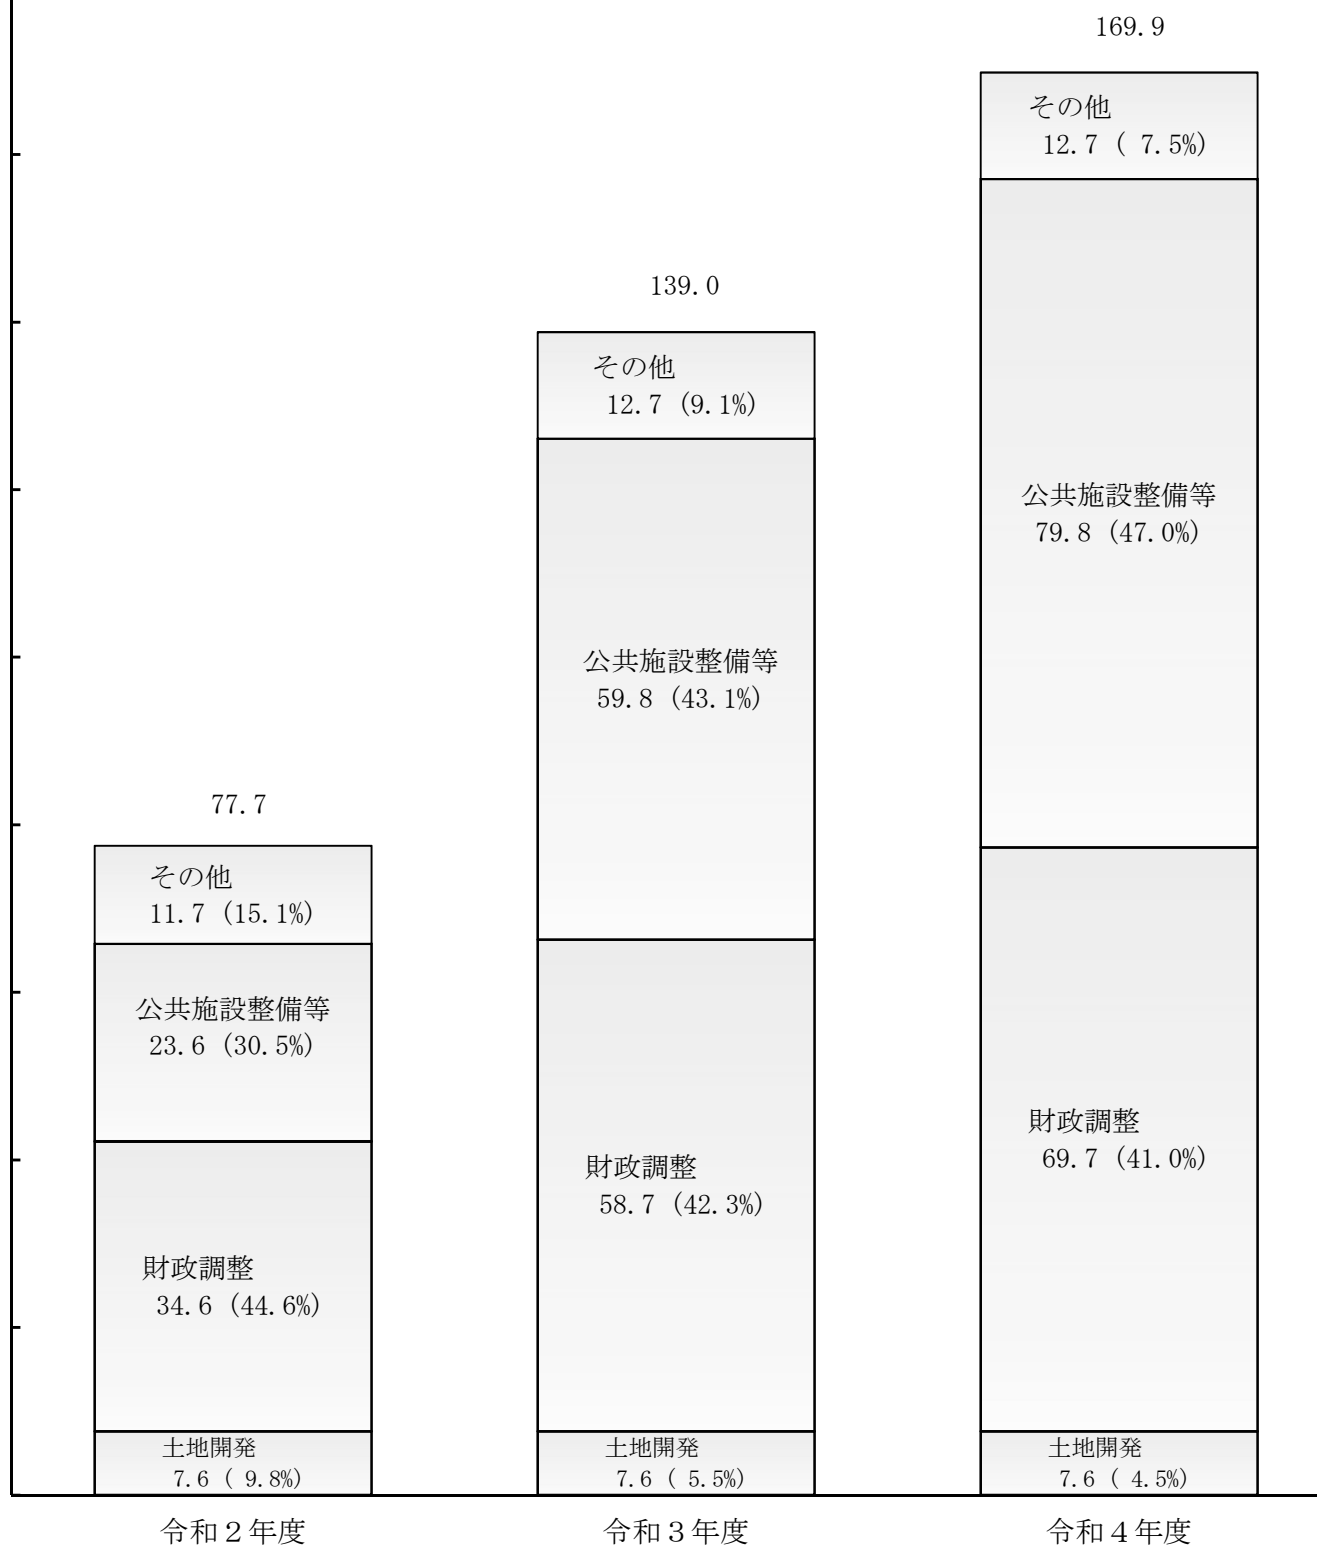 77.7
その他
11.7 (15.1%)
公共施設整備等
23.6 (30.5%)
財政調整
34.6 (44.6%)
土地開発
7.6 ( 9.8%)
令和２年度
139.0
その他
12.7 (9.1%)
公共施設整備等
59.8 (43.1%)
財政調整
58.7 (42.3%)
土地開発
7.6 ( 5.5%)
令和３年度
169.9
その他
12.7 ( 7.5%)
公共施設整備等
79.8 (47.0%)
財政調整
69.7 (41.0%)
土地開発
7.6 ( 4.5%)
令和４年度